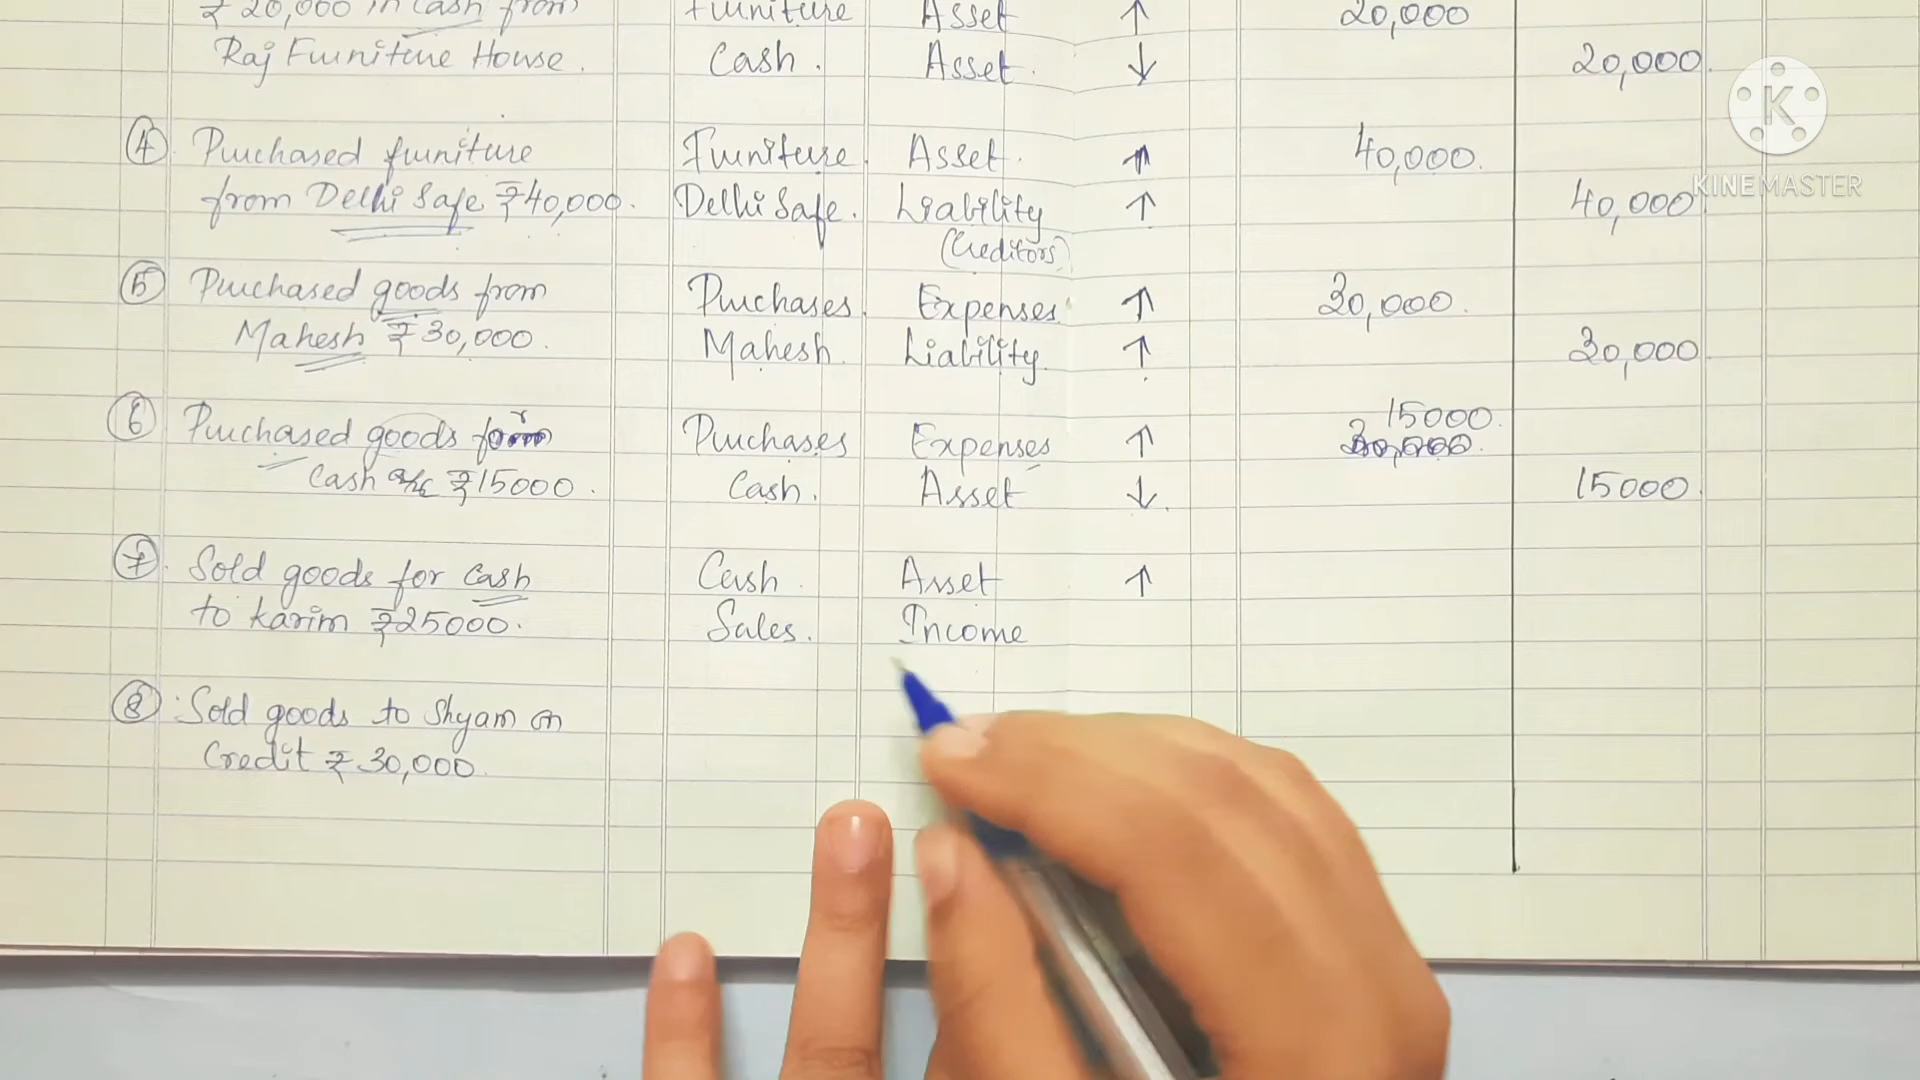 ₹ 20,000 in cash from Furniture Asset ↑ 20,000
Raj Furniture House. Cash. Asset. ↓ 20,000.
K
KINEMASTER
④. Purchased furniture Furniture. Asset. ↑ 40,000.
from Delhi Safe ₹40,000. Delhi Safe. Liability ↑ 40,000
(Creditors)
⑤ Purchased goods from Purchases. Expenses. ↑ 30,000.
Mahesh ₹30,000. Mahesh. Liability. ↑ 30,000
15000.
⑥ Purchased goods for Purchases Expenses ↑ 30,000.
Cash a/c ₹15000. Cash. Asset ↓. 15000.
⑦. Sold goods for cash Cash. Asset ↑
to Karim ₹25000. Sales. Income
⑧. Sold goods to Shyam on
Credit ₹ 30,000.